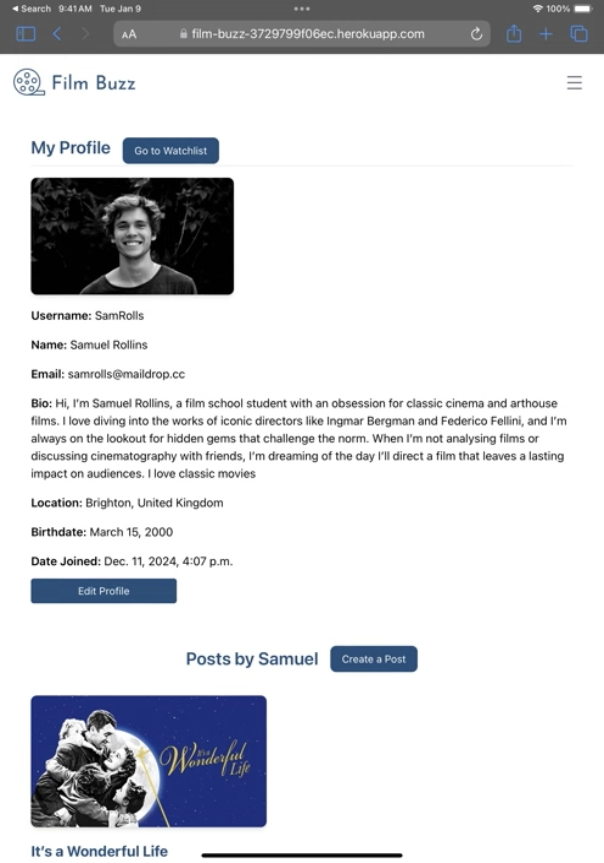 Search 9:41 AM Tue Jan 9 100%
AA film-buzz-3729799f06ec.herokuapp.com
Film Buzz
My Profile Go to Watchlist
Username: SamRolls
Name: Samuel Rollins
Email: samrolls@maildrop.cc
Bio: Hi, I'm Samuel Rollins, a film school student with an obsession for classic cinema and arthouse
films. I love diving into the works of iconic directors like Ingmar Bergman and Federico Fellini, and I'm
always on the lookout for hidden gems that challenge the norm. When I'm not analysing films or
discussing cinematography with friends, I'm dreaming of the day I'll direct a film that leaves a lasting
impact on audiences. I love classic movies
Location: Brighton, United Kingdom
Birthdate: March 15, 2000
Date Joined: Dec. 11, 2024, 4:07 p.m.
Edit Profile
Posts by Samuel Create a Post
It's a
Wonderful
Life
It's a Wonderful Life